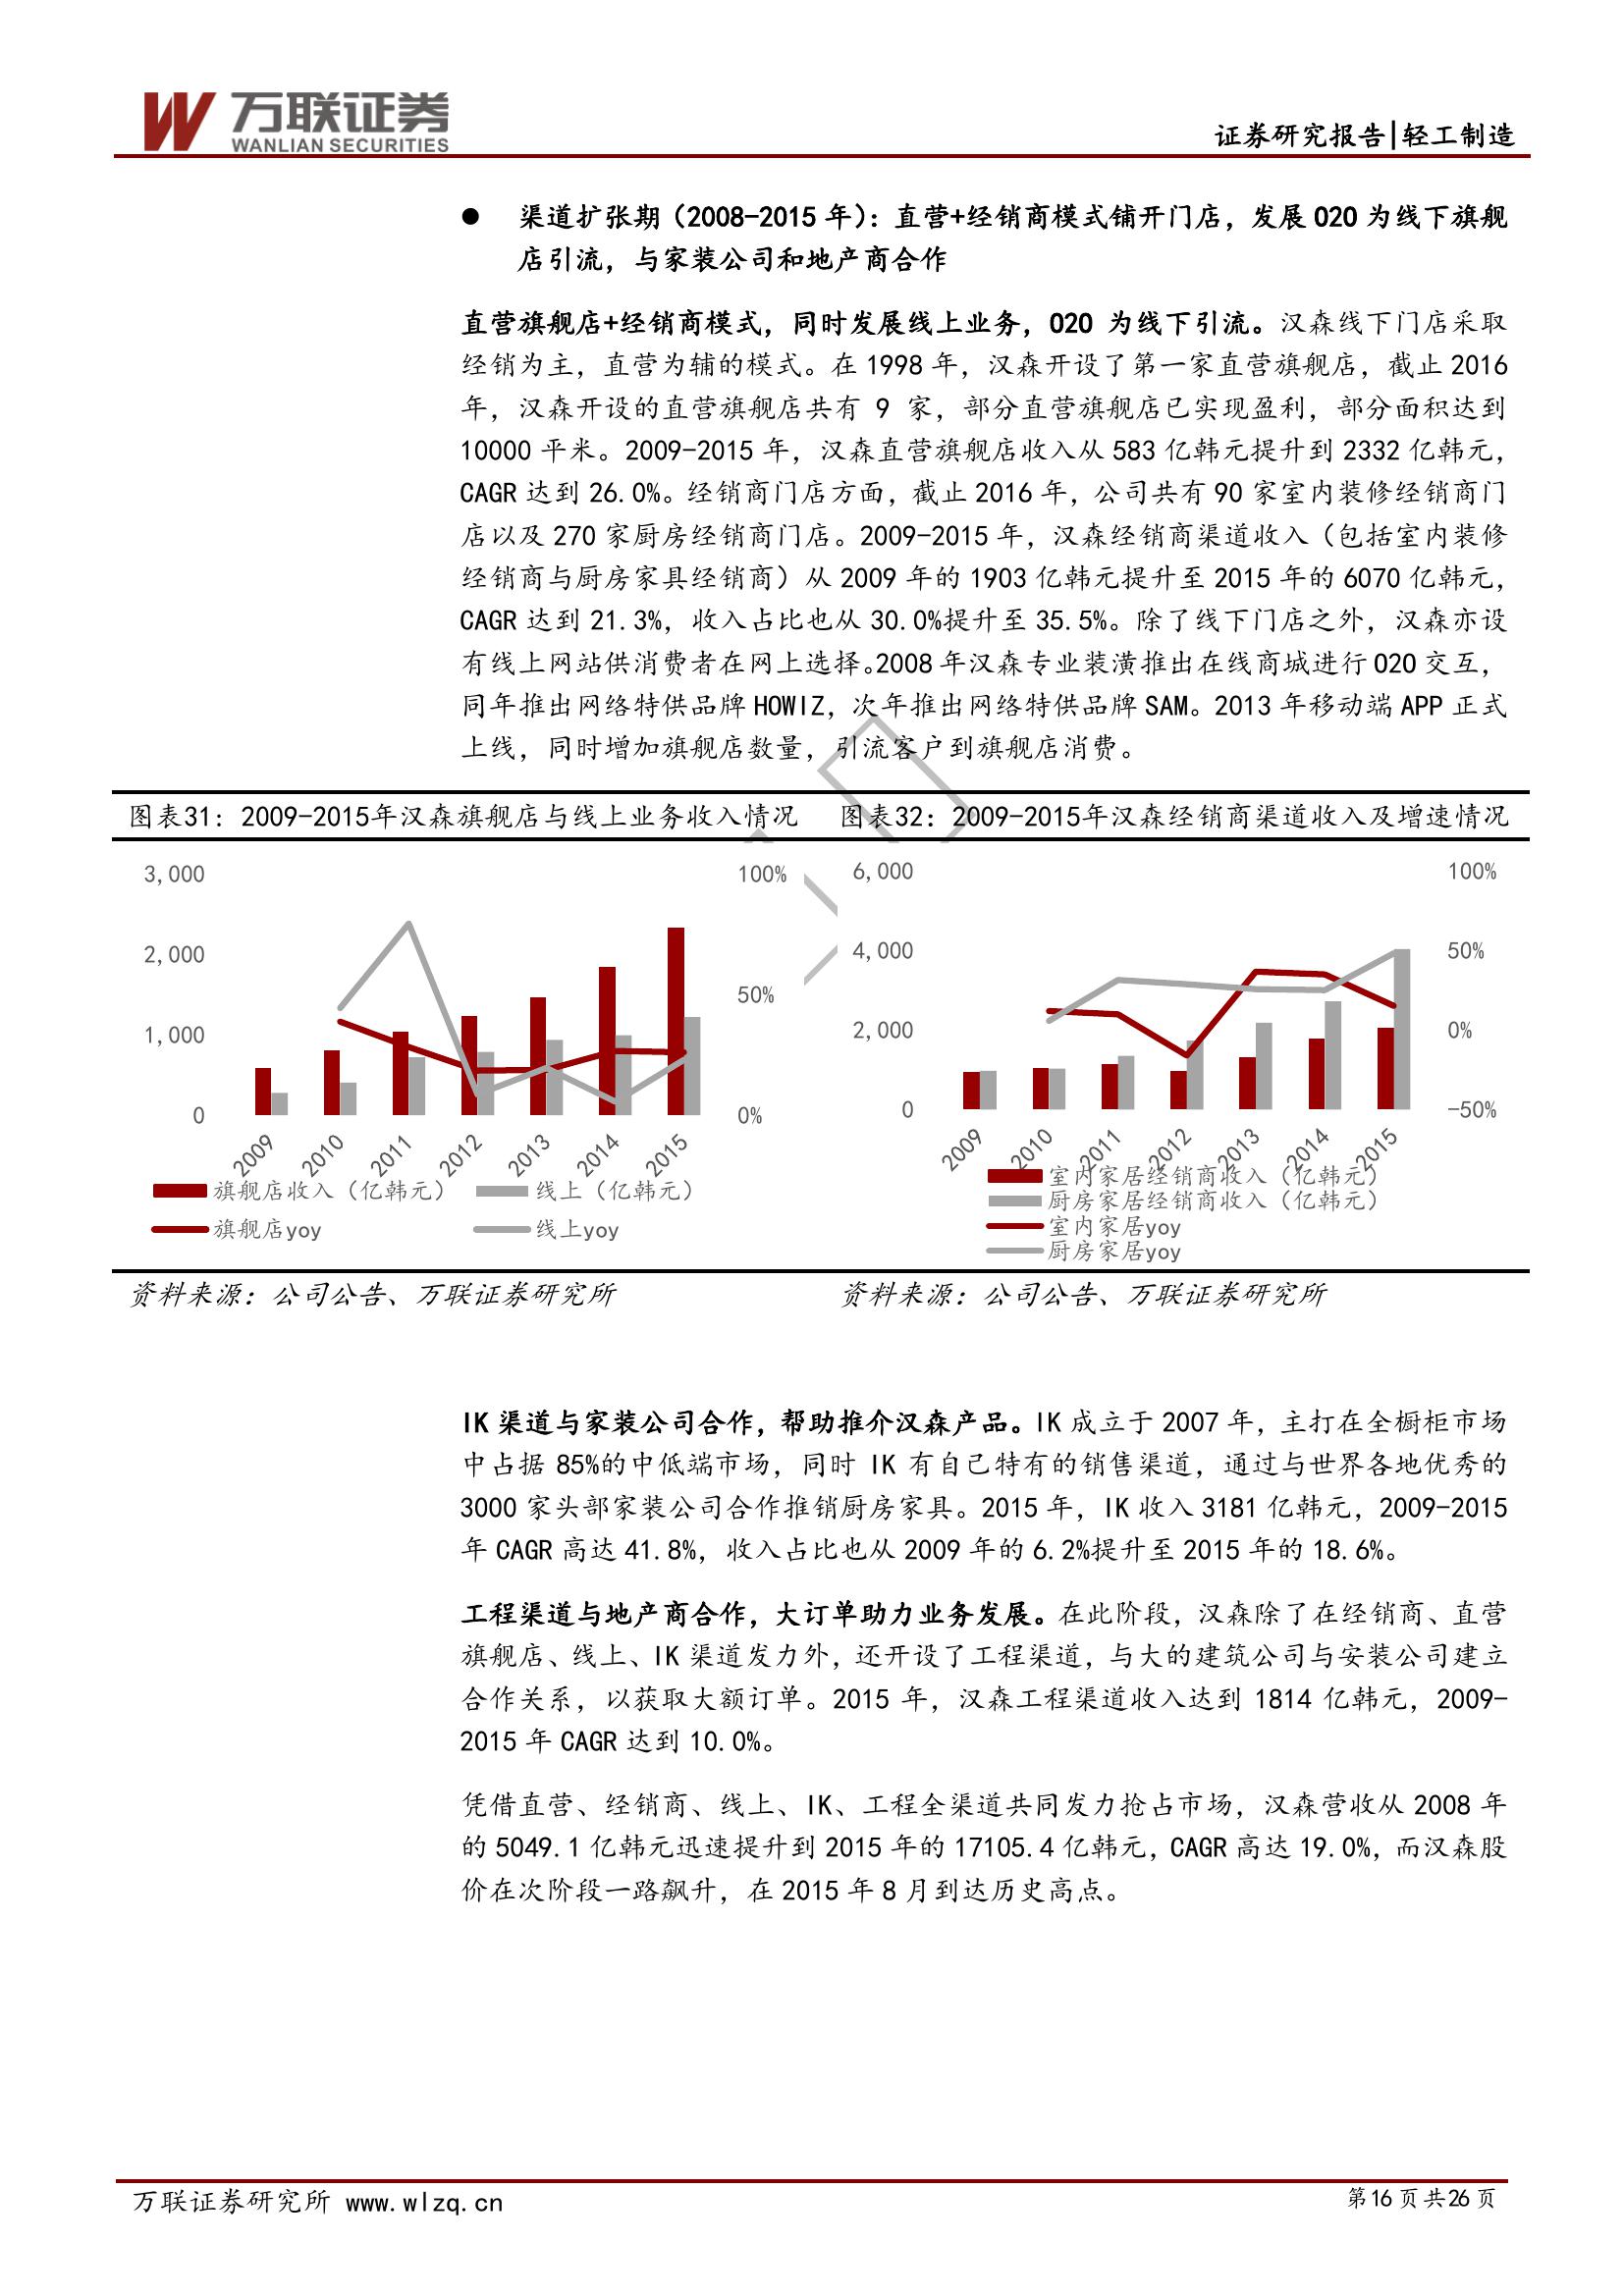 万联证券
WANLIAN SECURITIES
证券研究报告|轻工制造
● 渠道扩张期（2008-2015 年）：直营+经销商模式铺开门店，发展 O2O 为线下旗舰
店引流，与家装公司和地产商合作
直营旗舰店+经销商模式，同时发展线上业务，O2O 为线下引流。汉森线下门店采取
经销为主，直营为辅的模式。在 1998 年，汉森开设了第一家直营旗舰店，截止 2016
年，汉森开设的直营旗舰店共有 9 家，部分直营旗舰店已实现盈利，部分面积达到
10000 平米。2009-2015 年，汉森直营旗舰店收入从 583 亿韩元提升到 2332 亿韩元，
CAGR 达到 26.0%。经销商门店方面，截止 2016 年，公司共有 90 家室内装修经销商门
店以及 270 家厨房经销商门店。2009-2015 年，汉森经销商渠道收入（包括室内装修
经销商与厨房家具经销商）从 2009 年的 1903 亿韩元提升至 2015 年的 6070 亿韩元，
CAGR 达到 21.3%，收入占比也从 30.0%提升至 35.5%。除了线下门店之外，汉森亦设
有线上网站供消费者在网上选择。2008 年汉森专业装潢推出在线商城进行 O2O 交互，
同年推出网络特供品牌 HOWIZ，次年推出网络特供品牌 SAM。2013 年移动端 APP 正式
上线，同时增加旗舰店数量，引流客户到旗舰店消费。
图表31：2009-2015年汉森旗舰店与线上业务收入情况
3,000
2,000
1,000
0
100%
50%
0%
2009 2010 2011 2012 2013 2014 2015
旗舰店收入（亿韩元） 线上（亿韩元）
旗舰店yoy 线上yoy
资料来源：公司公告、万联证券研究所
图表32：2009-2015年汉森经销商渠道收入及增速情况
6,000
4,000
2,000
0
100%
50%
0%
-50%
2009 2010 2011 2012 2013 2014 2015
室内家居经销商收入（亿韩元）
厨房家居经销商收入（亿韩元）
室内家居yoy
厨房家居yoy
资料来源：公司公告、万联证券研究所
IK 渠道与家装公司合作，帮助推介汉森产品。IK 成立于 2007 年，主打在全橱柜市场
中占据 85%的中低端市场，同时 IK 有自己特有的销售渠道，通过与世界各地优秀的
3000 家头部家装公司合作推销厨房家具。2015 年，IK 收入 3181 亿韩元，2009-2015
年 CAGR 高达 41.8%，收入占比也从 2009 年的 6.2%提升至 2015 年的 18.6%。
工程渠道与地产商合作，大订单助力业务发展。在此阶段，汉森除了在经销商、直营
旗舰店、线上、IK 渠道发力外，还开设了工程渠道，与大的建筑公司与安装公司建立
合作关系，以获取大额订单。2015 年，汉森工程渠道收入达到 1814 亿韩元，2009-
2015 年 CAGR 达到 10.0%。
凭借直营、经销商、线上、IK、工程全渠道共同发力抢占市场，汉森营收从 2008 年
的 5049.1 亿韩元迅速提升到 2015 年的 17105.4 亿韩元，CAGR 高达 19.0%，而汉森股
价在次阶段一路飙升，在 2015 年 8 月到达历史高点。
万联证券研究所 www.wlzq.cn
第16 页 共26 页